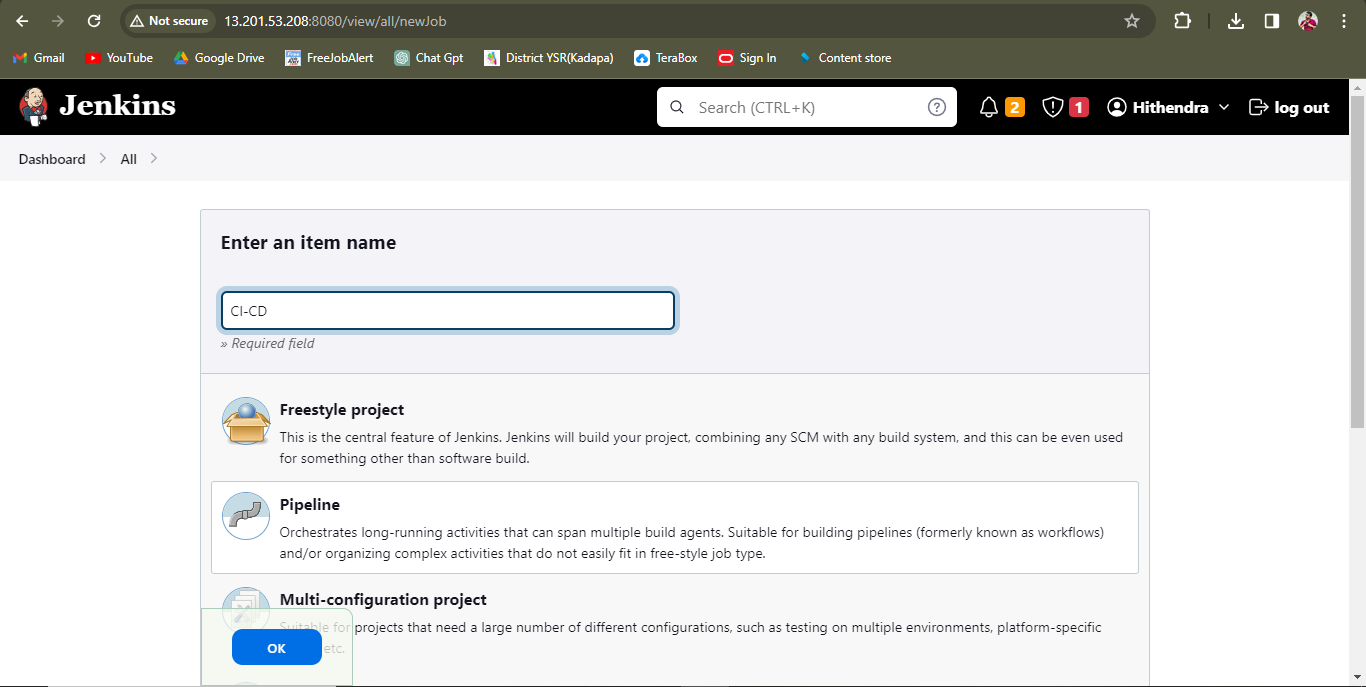 Not secure 13.201.53.208:8080/view/all/newJob
Gmail YouTube Google Drive FreeJobAlert Chat Gpt District YSR(Kadapa) TeraBox Sign In Content store
Jenkins Search (CTRL+K) ? 2 1 Hithendra log out
Dashboard All
Enter an item name
CI-CD
» Required field
Freestyle project
This is the central feature of Jenkins. Jenkins will build your project, combining any SCM with any build system, and this can be even used
for something other than software build.
Pipeline
Orchestrates long-running activities that can span multiple build agents. Suitable for building pipelines (formerly known as workflows)
and/or organizing complex activities that do not easily fit in free-style job type.
Multi-configuration project
Suitable for projects that need a large number of different configurations, such as testing on multiple environments, platform-specific
etc.
OK